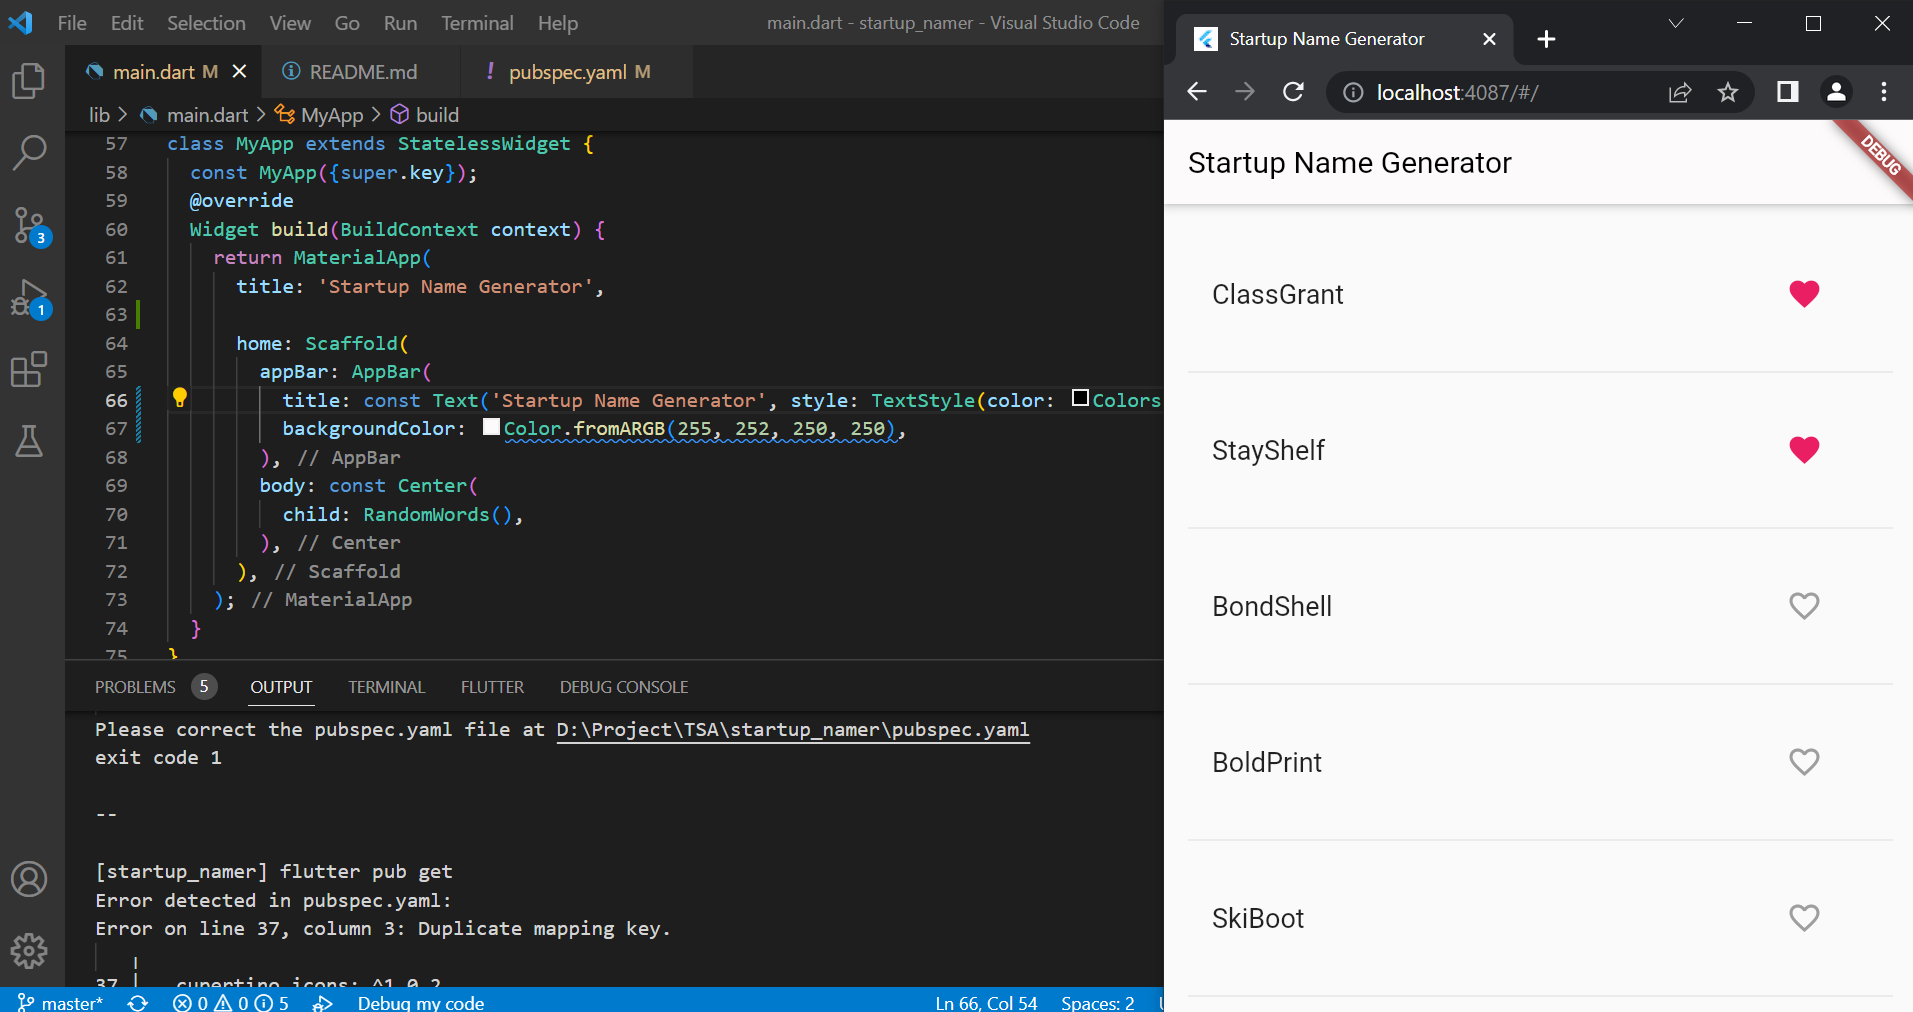 File Edit Selection View Go Run Terminal Help
main.dart - startup_namer - Visual Studio Code
main.dart M
README.md
! pubspec.yaml M
lib > main.dart > MyApp > build
57 class MyApp extends StatelessWidget {
58 const MyApp({super.key});
59 @override
60 Widget build(BuildContext context) {
61 return MaterialApp(
62 title: 'Startup Name Generator',
63
64 home: Scaffold(
65 appBar: AppBar(
66 title: const Text('Startup Name Generator', style: TextStyle(color: Colors
67 backgroundColor: Color.fromARGB(255, 252, 250, 250),
68 ), // AppBar
69 body: const Center(
70 child: RandomWords(),
71 ), // Center
72 ), // Scaffold
73 ); // MaterialApp
74 }
75 }
3
1
PROBLEMS 5 OUTPUT TERMINAL FLUTTER DEBUG CONSOLE
Please correct the pubspec.yaml file at D:\Project\TSA\startup_namer\pubspec.yaml
exit code 1
--
[startup_namer] flutter pub get
Error detected in pubspec.yaml:
Error on line 37, column 3: Duplicate mapping key.
37 | cupertino_icons: ^1.0.2
master* 0 0 5 Debug my code Ln 66, Col 54 Spaces: 2
Startup Name Generator
localhost:4087/#/
Startup Name Generator
DEBUG
ClassGrant
StayShelf
BondShell
BoldPrint
SkiBoot